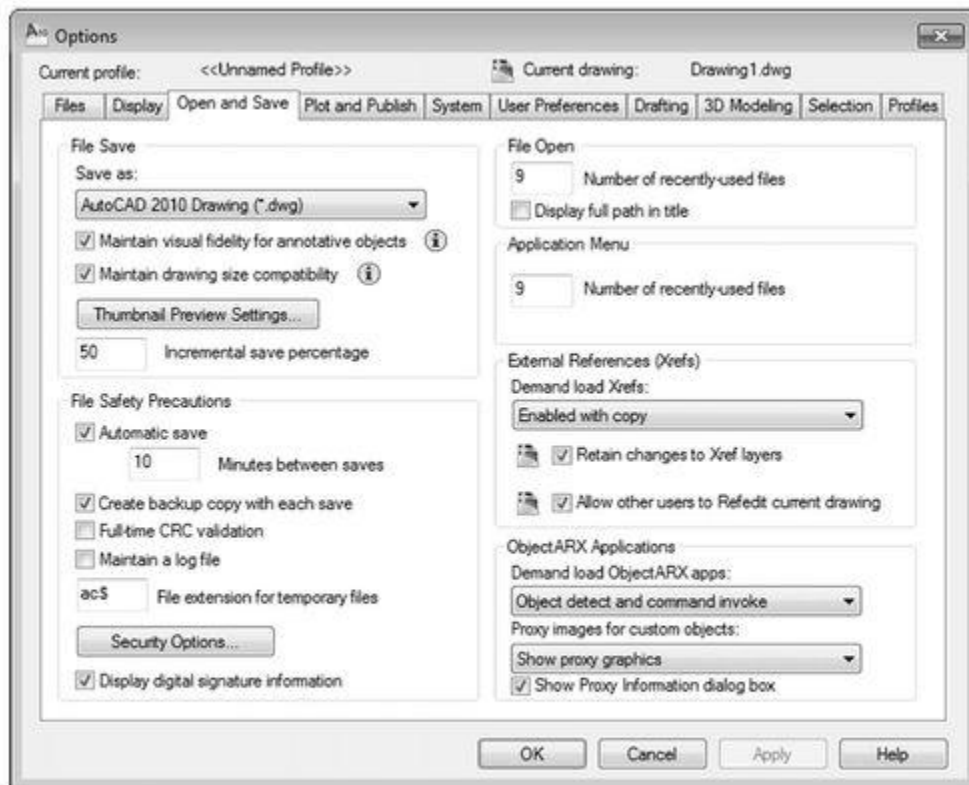 Options
Current profile: <<Unnamed Profile>> Current drawing: Drawing1.dwg
Files Display Open and Save Plot and Publish System User Preferences Drafting 3D Modeling Selection Profiles
File Save
Save as:
AutoCAD 2010 Drawing (*.dwg)
Maintain visual fidelity for annotative objects
Maintain drawing size compatibility
Thumbnail Preview Settings...
50 Incremental save percentage
File Safety Precautions
Automatic save
10 Minutes between saves
Create backup copy with each save
Full-time CRC validation
Maintain a log file
ac$ File extension for temporary files
Security Options...
Display digital signature information
File Open
9 Number of recently-used files
Display full path in title
Application Menu
9 Number of recently-used files
External References (Xrefs)
Demand load Xrefs:
Enabled with copy
Retain changes to Xref layers
Allow other users to Refedit current drawing
ObjectARX Applications
Demand load ObjectARX apps:
Object detect and command invoke
Proxy images for custom objects:
Show proxy graphics
Show Proxy Information dialog box
OK Cancel Apply Help